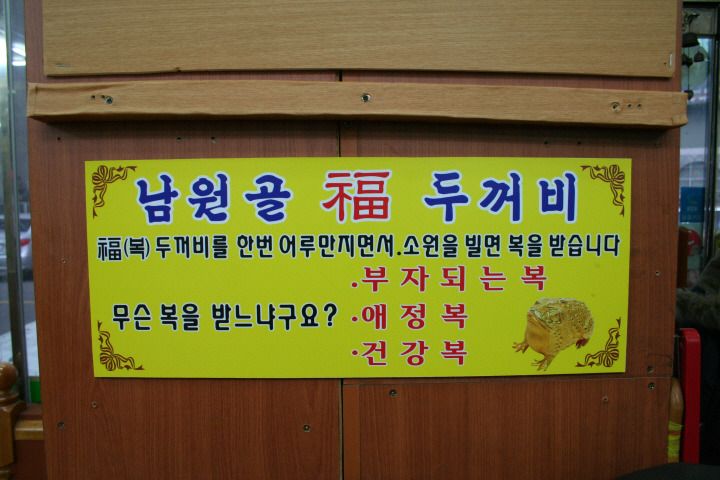 남원골 福 두꺼비
福(복) 두꺼비를 한번 어루만지면서.소원을 빌면 복을 받습니다
무슨 복을 받느냐구요?
·부자되는 복
·애정복
·건강복